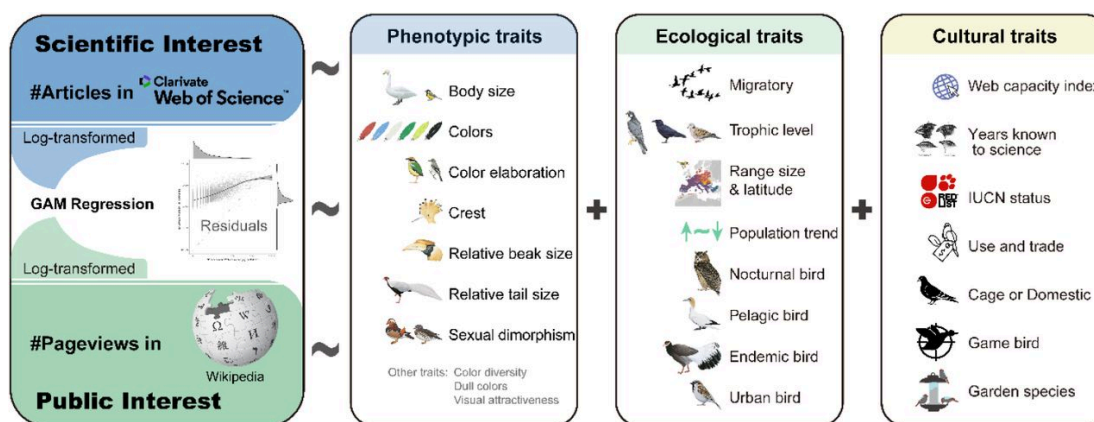 Scientific Interest
#Articles in Clarivate Web of Science™
Log-transformed
GAM Regression
Residuals
Log-transformed
#Pageviews in
Wikipedia
Public Interest
~
~
~
Phenotypic traits
Body size
Colors
Color elaboration
Crest
Relative beak size
Relative tail size
Sexual dimorphism
Other traits: Color diversity
Dull colors
Visual attractiveness
+
Ecological traits
Migratory
Trophic level
Range size
& latitude
Population trend
Nocturnal bird
Pelagic bird
Endemic bird
Urban bird
+
Cultural traits
Web capacity index
Years known
to science
RED
LIST
IUCN status
Use and trade
Cage or Domestic
Game bird
Garden species